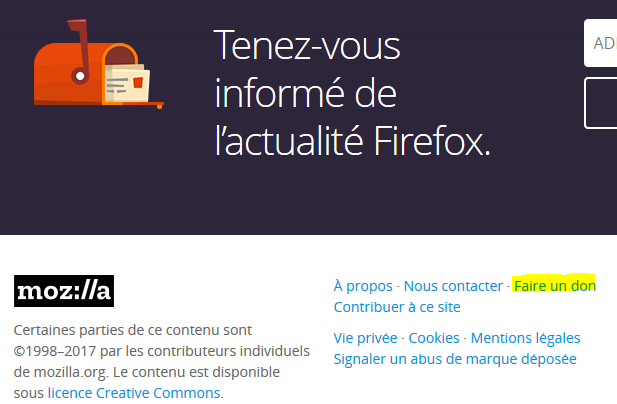 Tenez-vous
informé de
l’actualité Firefox.
moz://a
Certaines parties de ce contenu sont
©1998–2017 par les contributeurs individuels
de mozilla.org. Le contenu est disponible
sous licence Creative Commons.
À propos · Nous contacter · Faire un don
Contribuer à ce site
Vie privée · Cookies · Mentions légales
Signaler un abus de marque déposée